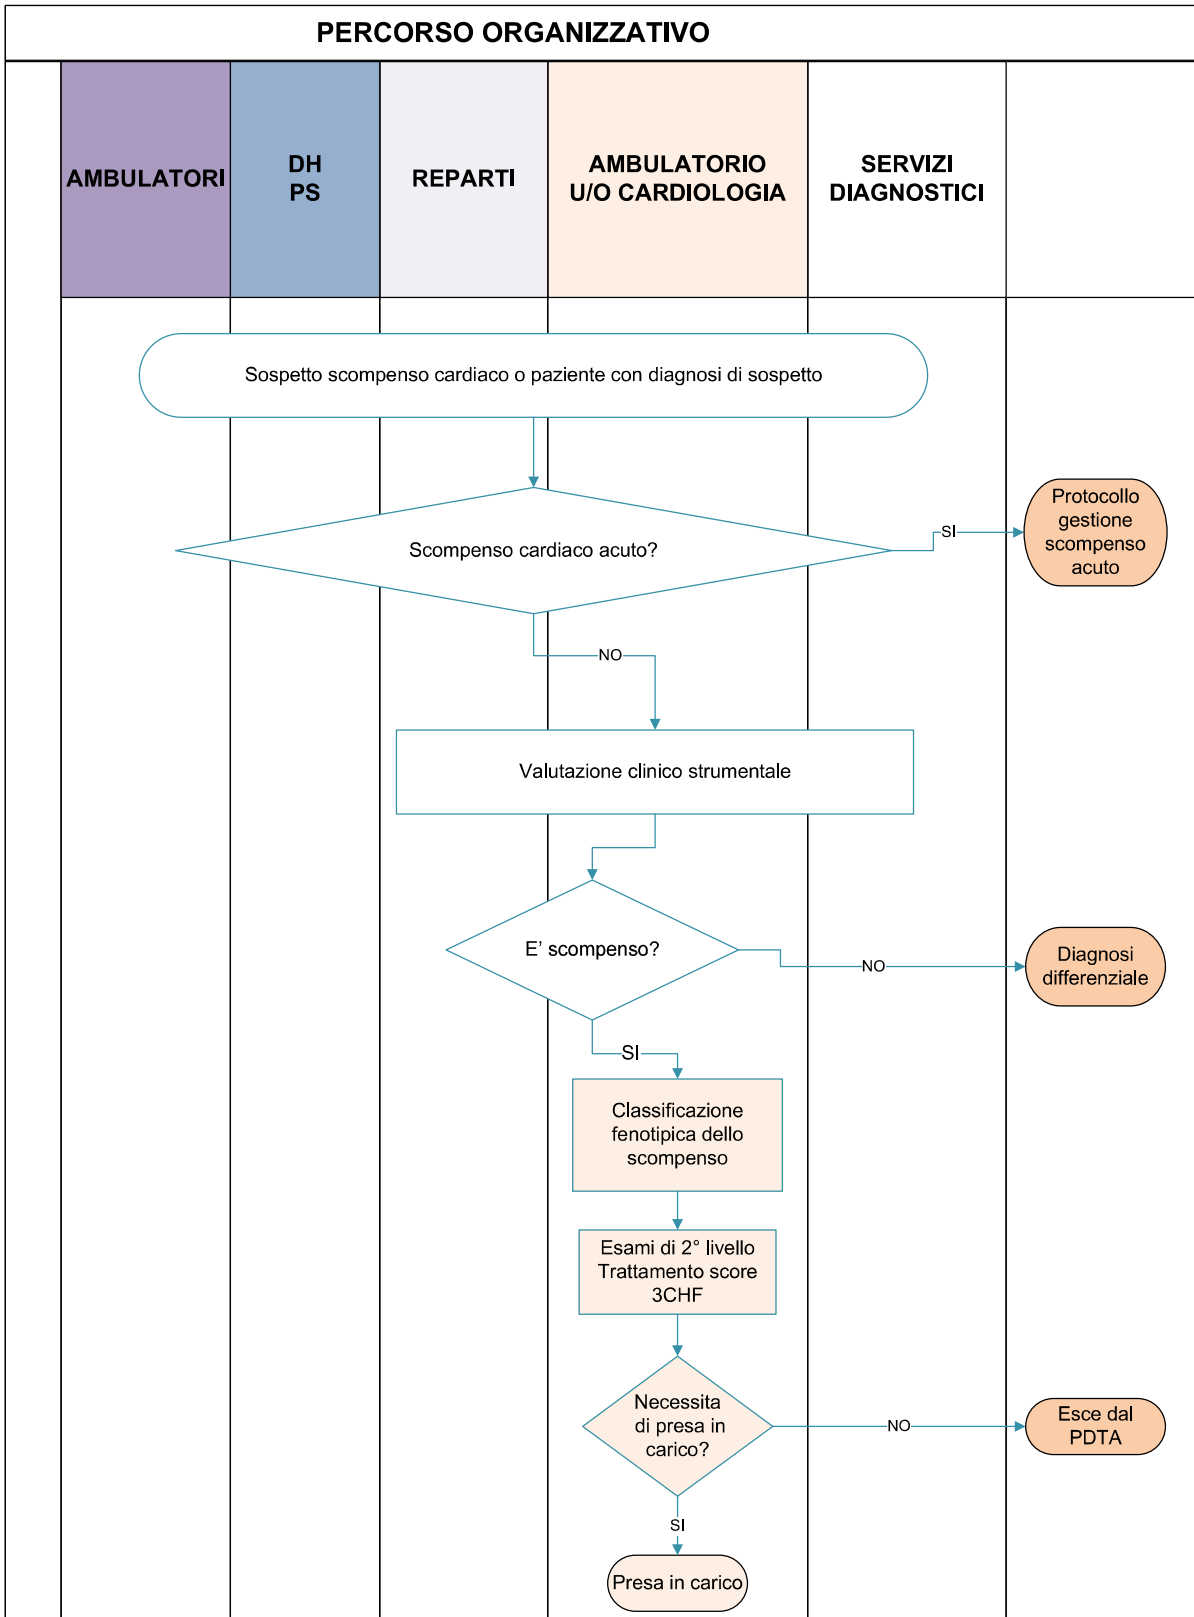 PERCORSO ORGANIZZATIVO
AMBULATORI
DH
PS
REPARTI
AMBULATORIO
U/O CARDIOLOGIA
SERVIZI
DIAGNOSTICI
Sospetto scompenso cardiaco o paziente con diagnosi di sospetto
Scompenso cardiaco acuto?
SI
Protocollo
gestione
scompenso
acuto
NO
Valutazione clinico strumentale
E' scompenso?
NO
Diagnosi
differenziale
SI
Classificazione
fenotipica dello
scompenso
Esami di 2° livello
Trattamento score
3CHF
Necessita
di presa in
carico?
NO
Esce dal
PDTA
SI
Presa in carico